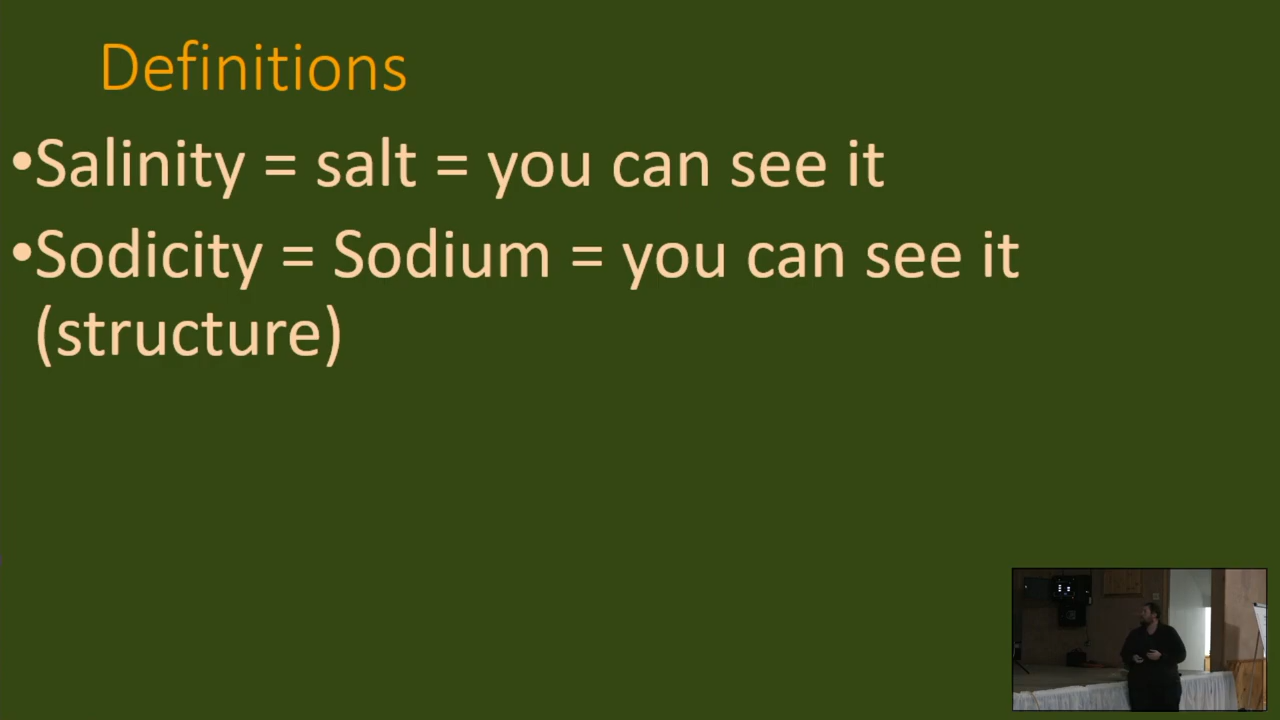 Definitions
•Salinity = salt = you can see it
•Sodicity = Sodium = you can see it
(structure)